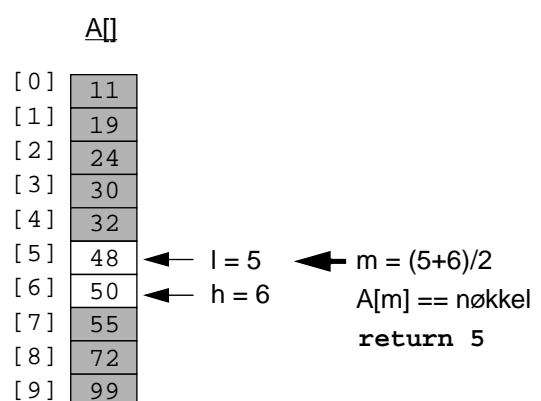 A[]
[0] 11
[1] 19
[2] 24
[3] 30
[4] 32
[5] 48 l = 5 m = (5+6)/2
[6] 50 h = 6 A[m] == nøkkel
[7] 55 return 5
[8] 72
[9] 99